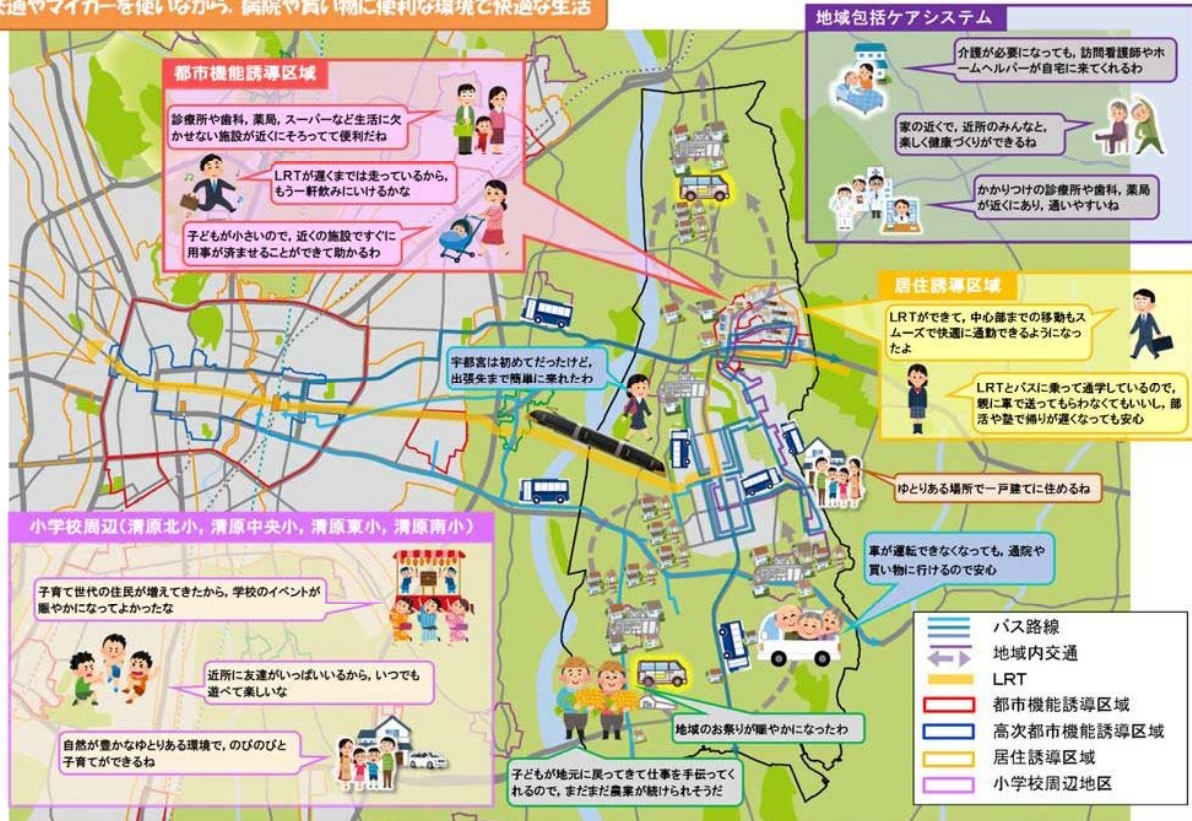 交通やマイカーを使いながら，病院や買い物に便利な環境で快適な生活
地域包括ケアシステム
介護が必要になっても，訪問看護師やホ
ームヘルパーが自宅に来てくれるわ
家の近くで，近所のみんなと，
楽しく健康づくりができるね
かかりつけの診療所や歯科，薬局
が近くにあり，通いやすいね
都市機能誘導区域
診療所や歯科，薬局，スーパーなど生活に欠
かせない施設が近くにそろってて便利だね
LRTが遅くまでは走っているから，
もう一軒飲みにいけるかな
子どもが小さいので，近くの施設ですぐに
用事が済ませることができて助かるわ
居住誘導区域
LRTができて，中心部までの移動もス
ムーズで快適に通勤できるようになっ
たよ
LRTとバスに乗って通学しているので，
親に車で送ってもらわなくてもいいし，部
活や塾で帰りが遅くなっても安心
宇都宮は初めてだったけど，
出張先まで簡単に来れたわ
ゆとりある場所で一戸建てに住めるね
小学校周辺（清原北小，清原中央小，清原東小，清原南小）
子育て世代の住民が増えてきたから，学校のイベントが
賑やかになってよかったな
近所に友達がいっぱいいるから，いつでも
遊べて楽しいな
自然が豊かなゆとりある環境で，のびのびと
子育てができるね
車が運転できなくなっても，通院や
買い物に行けるので安心
地域のお祭りが賑やかになったわ
子どもが地元に戻ってきて仕事を手伝ってく
れるので，まだまだ農業が続けられそうだ
バス路線
地域内交通
LRT
都市機能誘導区域
高次都市機能誘導区域
居住誘導区域
小学校周辺地区